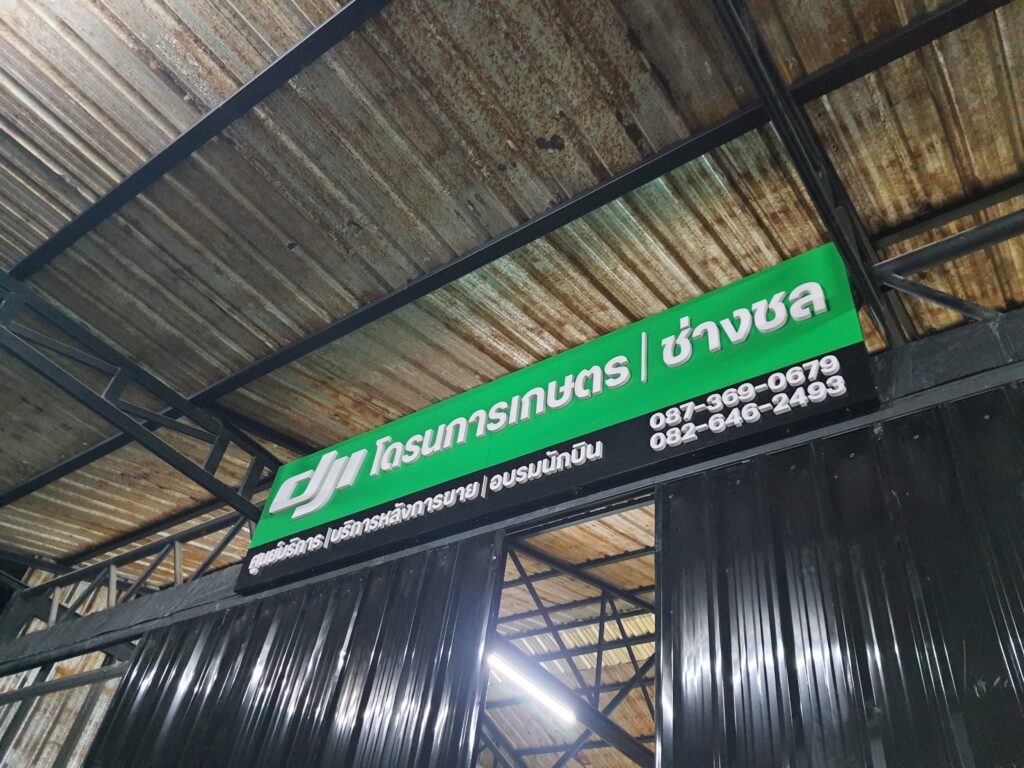 dji โดรนการเกษตร | ช่างชล
ศูนย์บริการ | บริการหลังการขาย | อบรมนักบิน
087-369-0679
082-646-2493